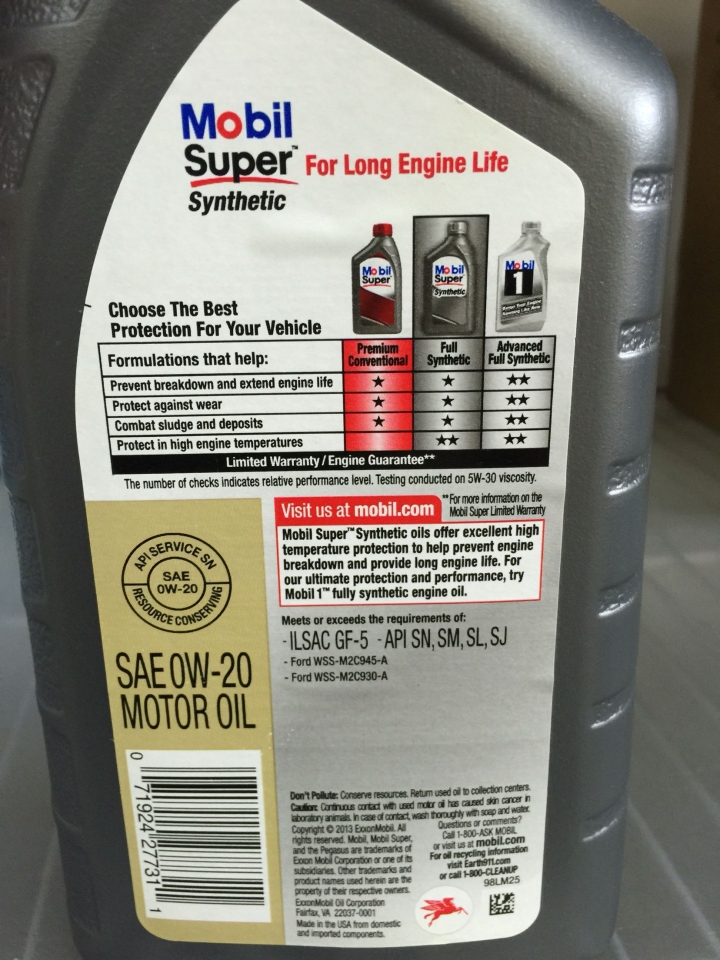 Mobil
Super™
Synthetic
For Long Engine Life
Mobil
Super
Mobil
Super
Synthetic
Mobil
1
Choose The Best
Protection For Your Vehicle
Formulations that help:
Premium
Conventional
Full
Synthetic
Advanced
Full Synthetic
Prevent breakdown and extend engine life ★ ★ ★★
Protect against wear ★ ★ ★★
Combat sludge and deposits ★ ★ ★★
Protect in high engine temperatures ★★ ★★
Limited Warranty / Engine Guarantee**
The number of checks indicates relative performance level. Testing conducted on 5W-30 viscosity.
Visit us at mobil.com
**For more information on the
Mobil Super Limited Warranty
Mobil Super™ Synthetic oils offer excellent high
temperature protection to help prevent engine
breakdown and provide long engine life. For
our ultimate protection and performance, try
Mobil 1™ fully synthetic engine oil.
API SERVICE SN
SAE
0W-20
RESOURCE CONSERVING
SAE 0W-20
MOTOR OIL
Meets or exceeds the requirements of:
- ILSAC GF-5 - API SN, SM, SL, SJ
- Ford WSS-M2C945-A
- Ford WSS-M2C930-A
0 71924 27731 1
Don't Pollute: Conserve resources. Return used oil to collection centers.
Caution: Continuous contact with used motor oil has caused skin cancer in
laboratory animals. In case of contact, wash thoroughly with soap and water.
Copyright © 2013 ExxonMobil. All
rights reserved. Mobil, Mobil Super,
and the Pegasus are trademarks of
Exxon Mobil Corporation or one of its
subsidiaries. Other trademarks and
product names used herein are the
property of their respective owners.
ExxonMobil Oil Corporation
Fairfax, VA 22037-0001
Made in the USA from domestic
and imported components.
Questions or comments?
Call 1-800-ASK MOBIL
or visit us at mobil.com
For oil recycling information
visit Earth911.com
or call 1-800-CLEANUP
98LM25